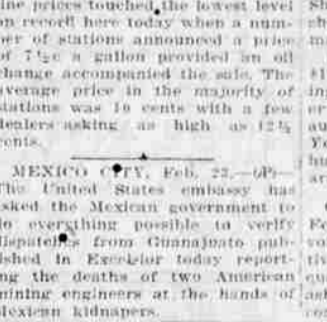 ine prices touched the lowest level
on record here today when a num-
ber of stations announced a price
of 7½c a gallon provided an oil
change accompanied the sale. The
average price in the majority of
stations was 10 cents with a few
dealers asking as high as 12½
cents.
MEXICO CITY, Feb. 22.—(AP)—
The United States embassy has
asked the Mexican government to
do everything possible to verify
dispatches from Guanajuato pub-
lished in Excelsior today report-
ing the deaths of two American
mining engineers at the hands of
Mexican kidnapers.